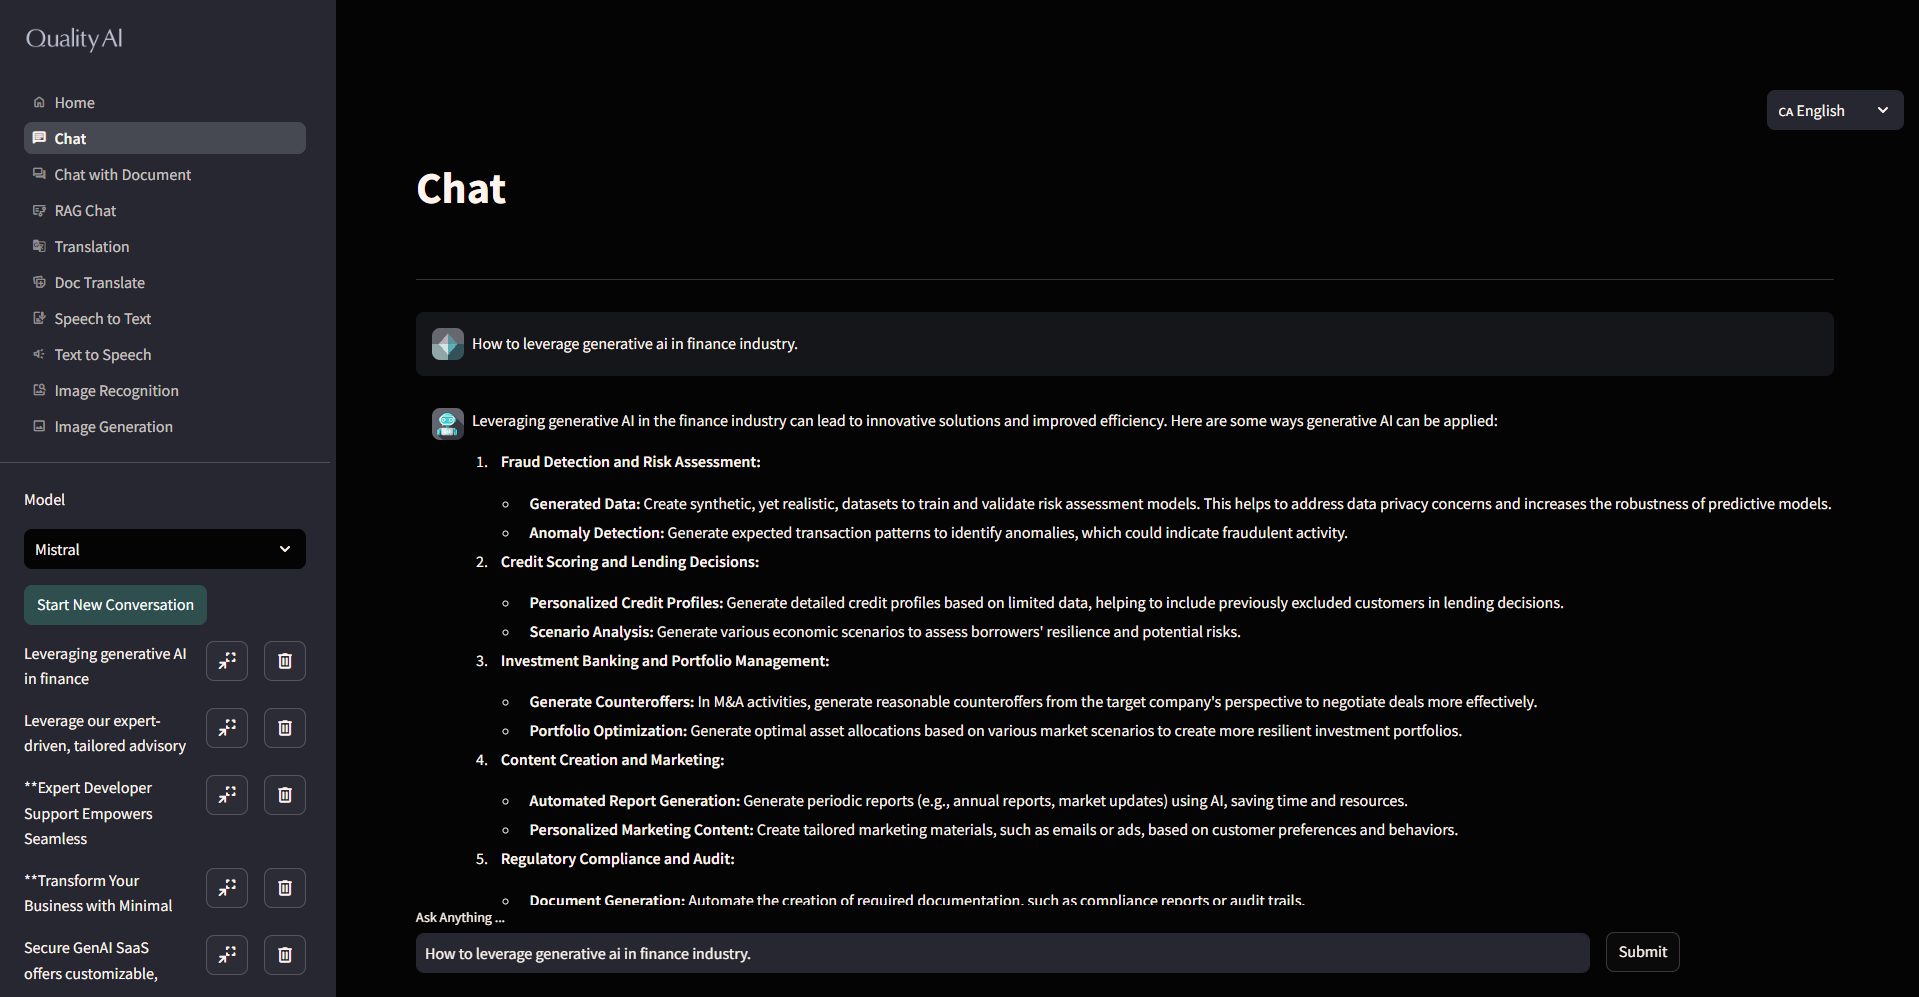 Quality AI
Home
Chat
Chat with Document
RAG Chat
Translation
Doc Translate
Speech to Text
Text to Speech
Image Recognition
Image Generation
Model
Mistral
Start New Conversation
Leveraging generative AI
in finance
Leverage our expert-
driven, tailored advisory
**Expert Developer
Support Empowers
Seamless
**Transform Your
Business with Minimal
Secure GenAI SaaS
offers customizable,
CA English
Chat
How to leverage generative ai in finance industry.
Leveraging generative AI in the finance industry can lead to innovative solutions and improved efficiency. Here are some ways generative AI can be applied:
1. Fraud Detection and Risk Assessment:
Generated Data: Create synthetic, yet realistic, datasets to train and validate risk assessment models. This helps to address data privacy concerns and increases the robustness of predictive models.
Anomaly Detection: Generate expected transaction patterns to identify anomalies, which could indicate fraudulent activity.
2. Credit Scoring and Lending Decisions:
Personalized Credit Profiles: Generate detailed credit profiles based on limited data, helping to include previously excluded customers in lending decisions.
Scenario Analysis: Generate various economic scenarios to assess borrowers' resilience and potential risks.
3. Investment Banking and Portfolio Management:
Generate Counteroffers: In M&A activities, generate reasonable counteroffers from the target company's perspective to negotiate deals more effectively.
Portfolio Optimization: Generate optimal asset allocations based on various market scenarios to create more resilient investment portfolios.
4. Content Creation and Marketing:
Automated Report Generation: Generate periodic reports (e.g., annual reports, market updates) using AI, saving time and resources.
Personalized Marketing Content: Create tailored marketing materials, such as emails or ads, based on customer preferences and behaviors.
5. Regulatory Compliance and Audit:
Document Generation: Automate the creation of required documentation, such as compliance reports or audit trails.
Ask Anything ...
How to leverage generative ai in finance industry.
Submit